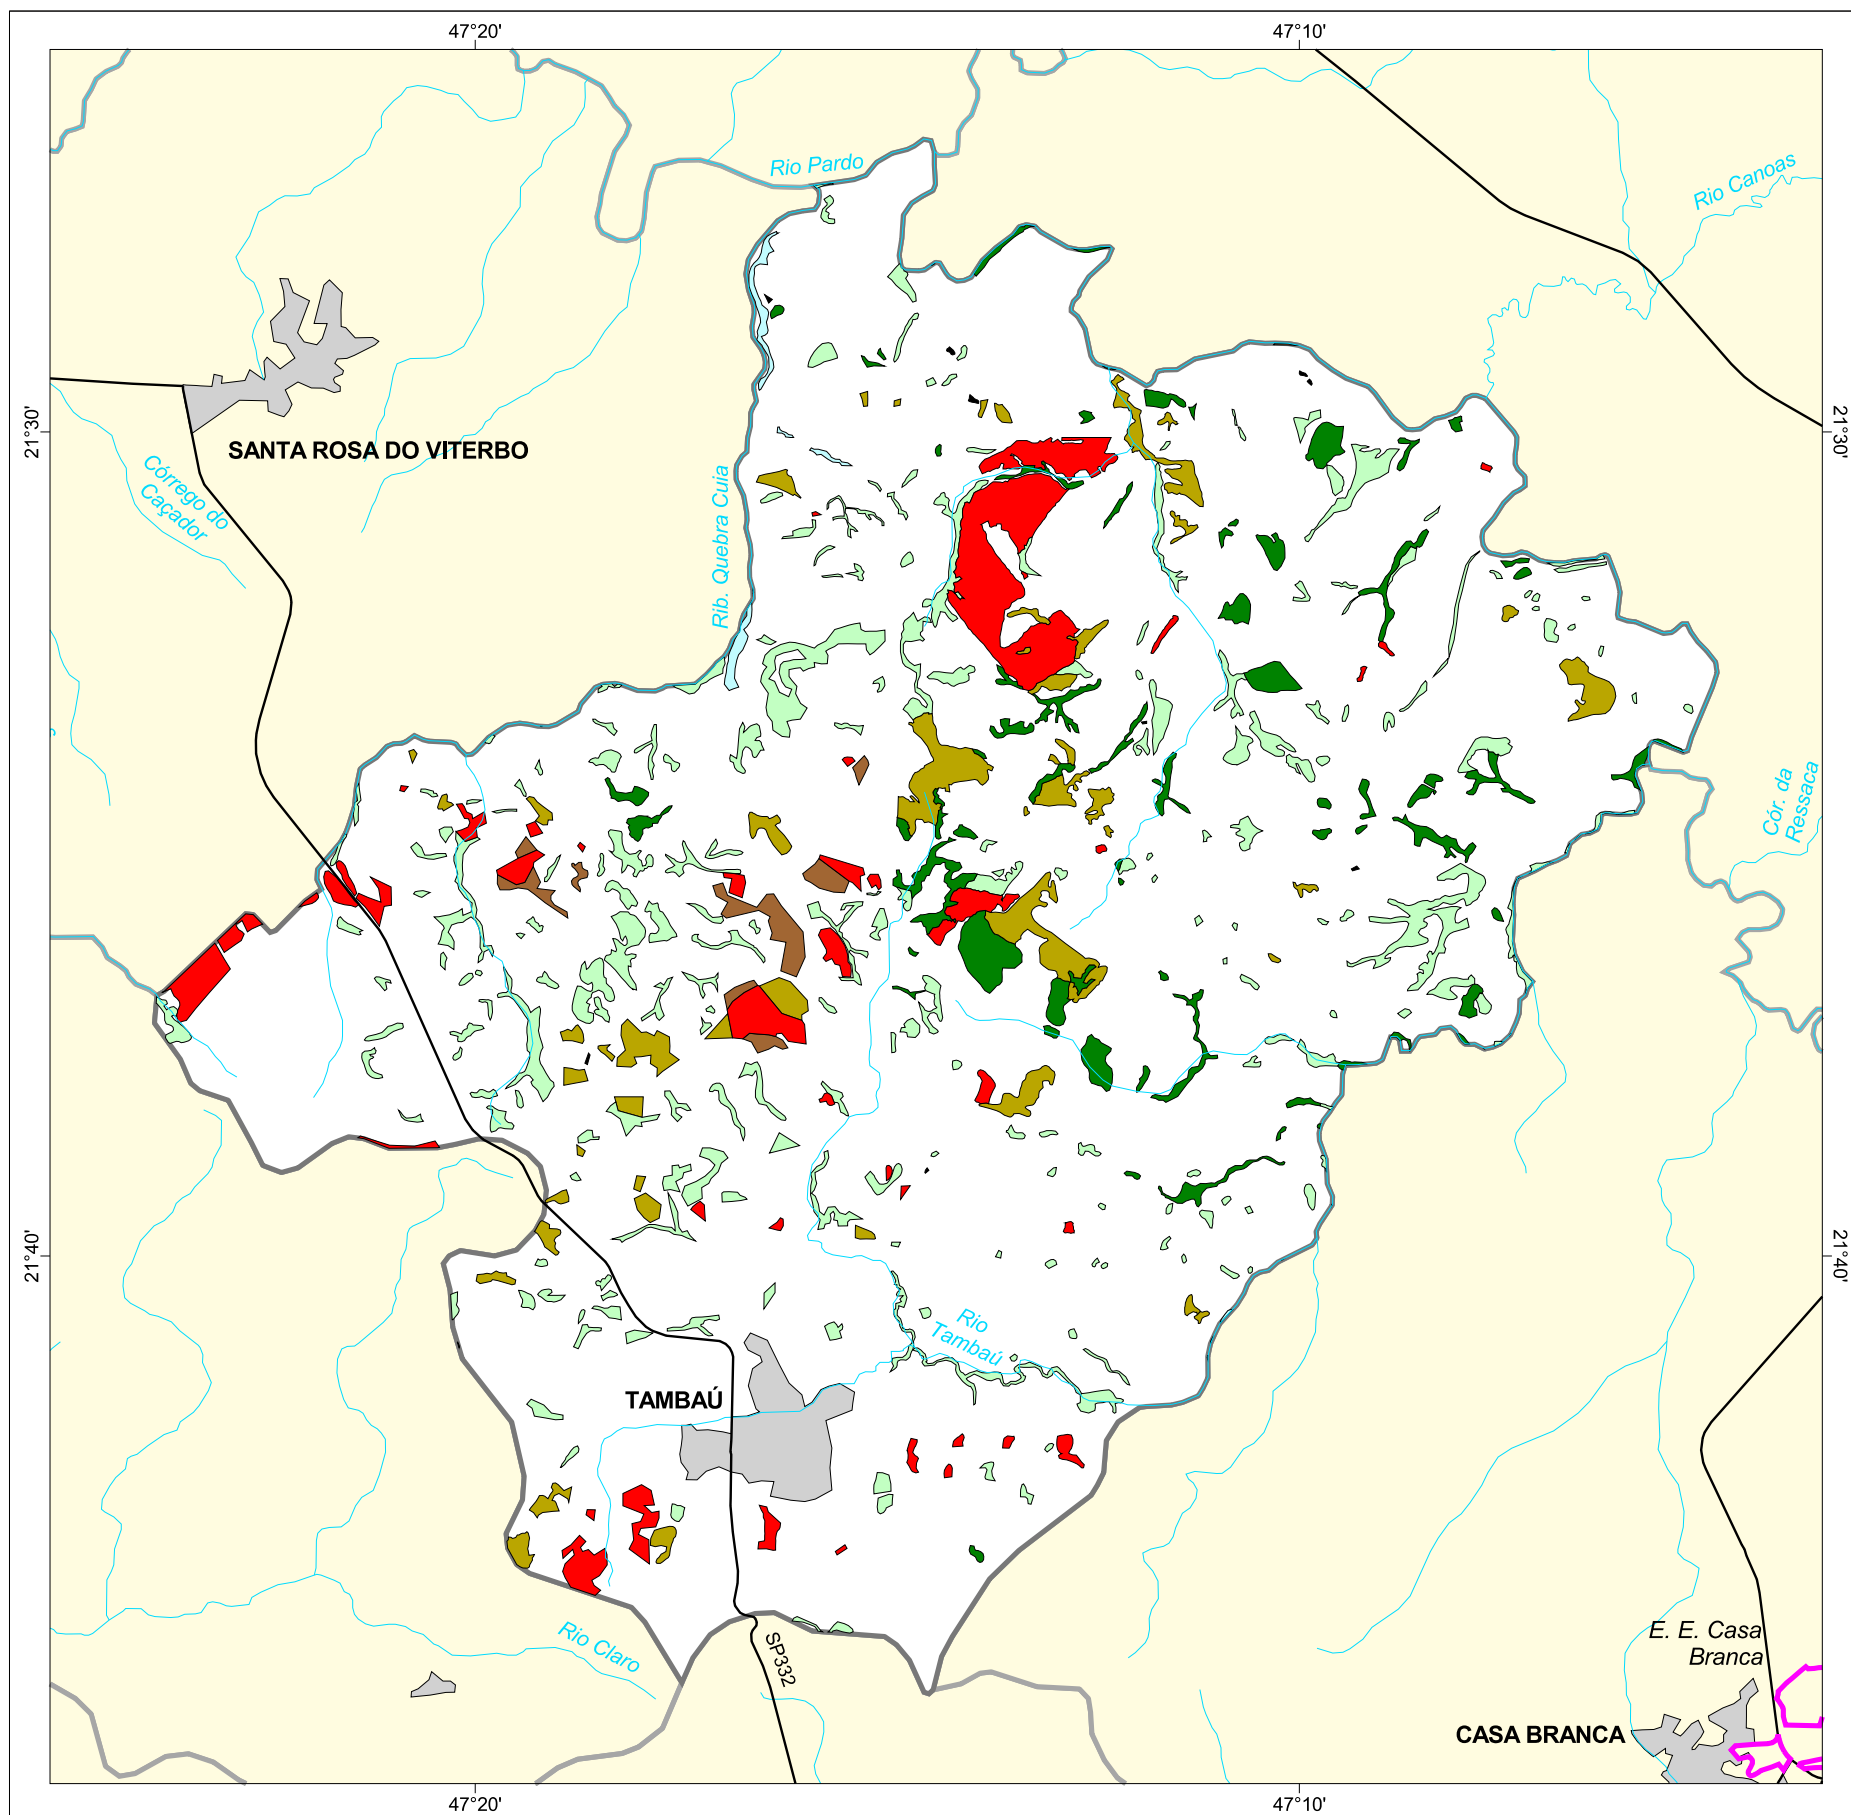 47°20'
47°10'
Rio Pardo
Rio Canoas
21°30'
21°30'
SANTA ROSA DO VITERBO
Córrego do
Caçador
Rib. Quebra Cuia
Cór. da
Ressaca
21°40'
21°40'
Rio
Tambaú
TAMBAÚ
Rio Claro
SP332
E. E. Casa
Branca
CASA BRANCA
47°20'
47°10'